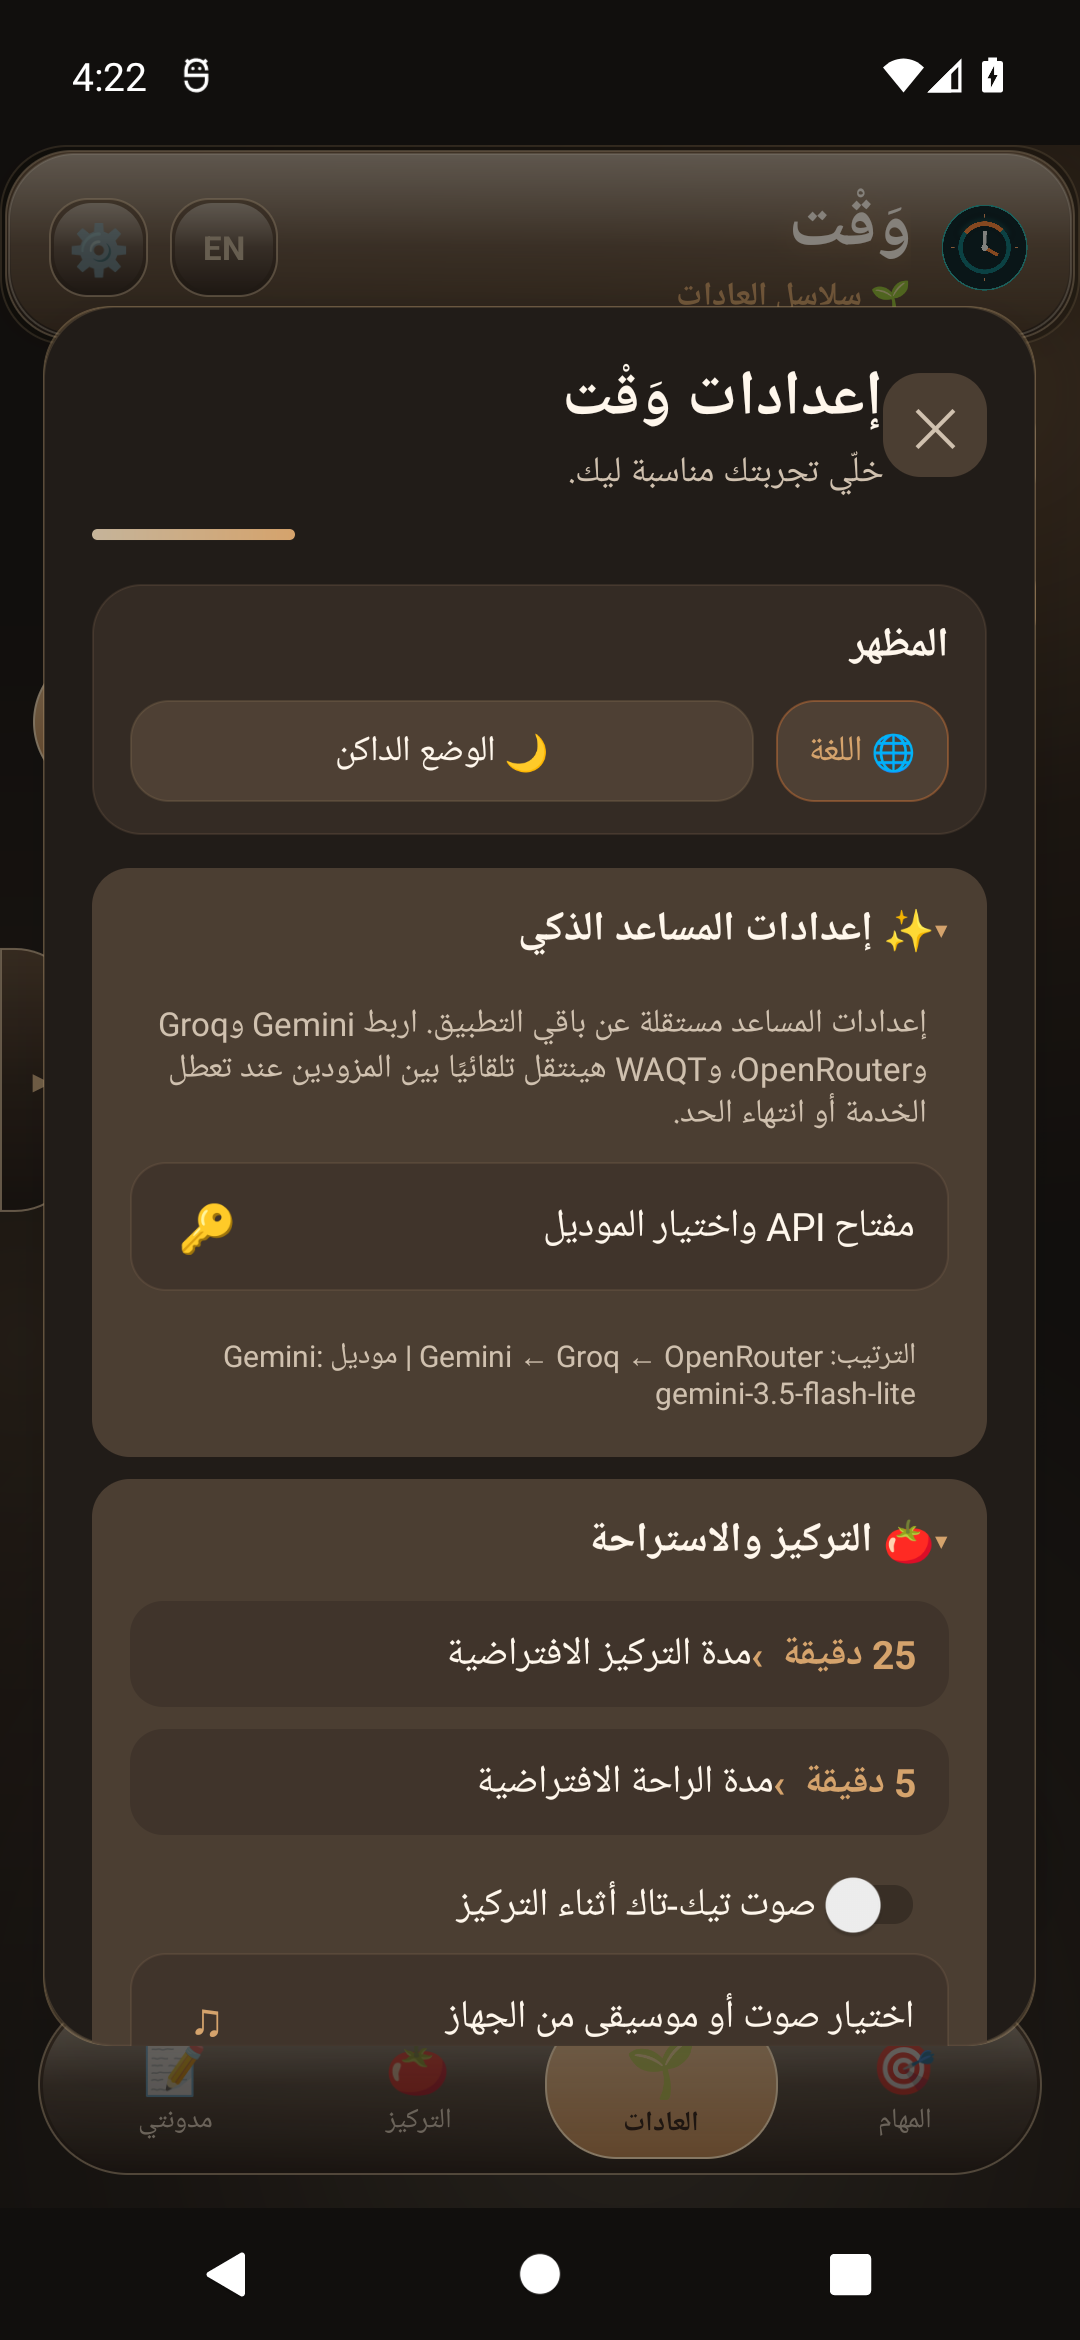 4:22
وَقْت
EN
🌱 سلاسل العادات
إعدادات وَقْت
خلّي تجربتك مناسبة ليك.
المظهر
🌐 اللغة
🌙 الوضع الداكن
▾✨ إعدادات المساعد الذكي
إعدادات المساعد مستقلة عن باقي التطبيق. اربط Gemini وGroq
وOpenRouter، وWAQT هينتقل تلقائيًا بين المزودين عند تعطل
الخدمة أو انتهاء الحد.
مفتاح API واختيار الموديل 🔑
الترتيب: Gemini ← Groq ← OpenRouter | موديل Gemini:
gemini-3.5-flash-lite
▾🍅 التركيز والاستراحة
25 دقيقة ›مدة التركيز الافتراضية
5 دقيقة ›مدة الراحة الافتراضية
صوت تيك-تاك أثناء التركيز
اختيار صوت أو موسيقى من الجهاز ♫
المهام
العادات
التركيز
مدونتي